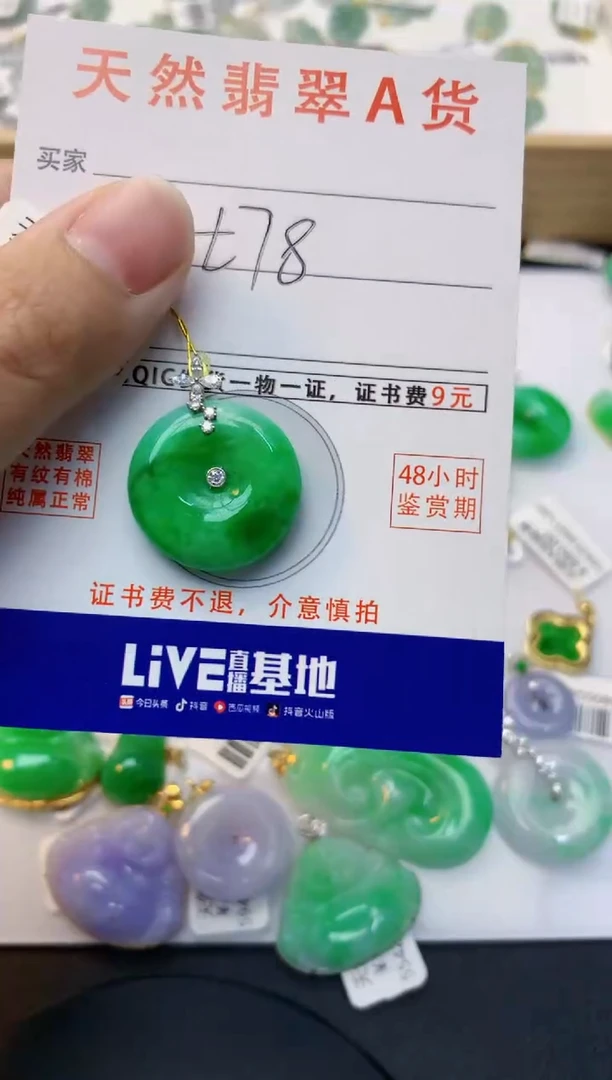 天然翡翠A货
买家
t78
QIC 一物一证，证书费9元
然翡翠
有纹有棉
纯属正常
48小时
鉴赏期
证书费不退，介意慎拍
LiVE直播基地
今日头条 抖音 西瓜视频 抖音火山版